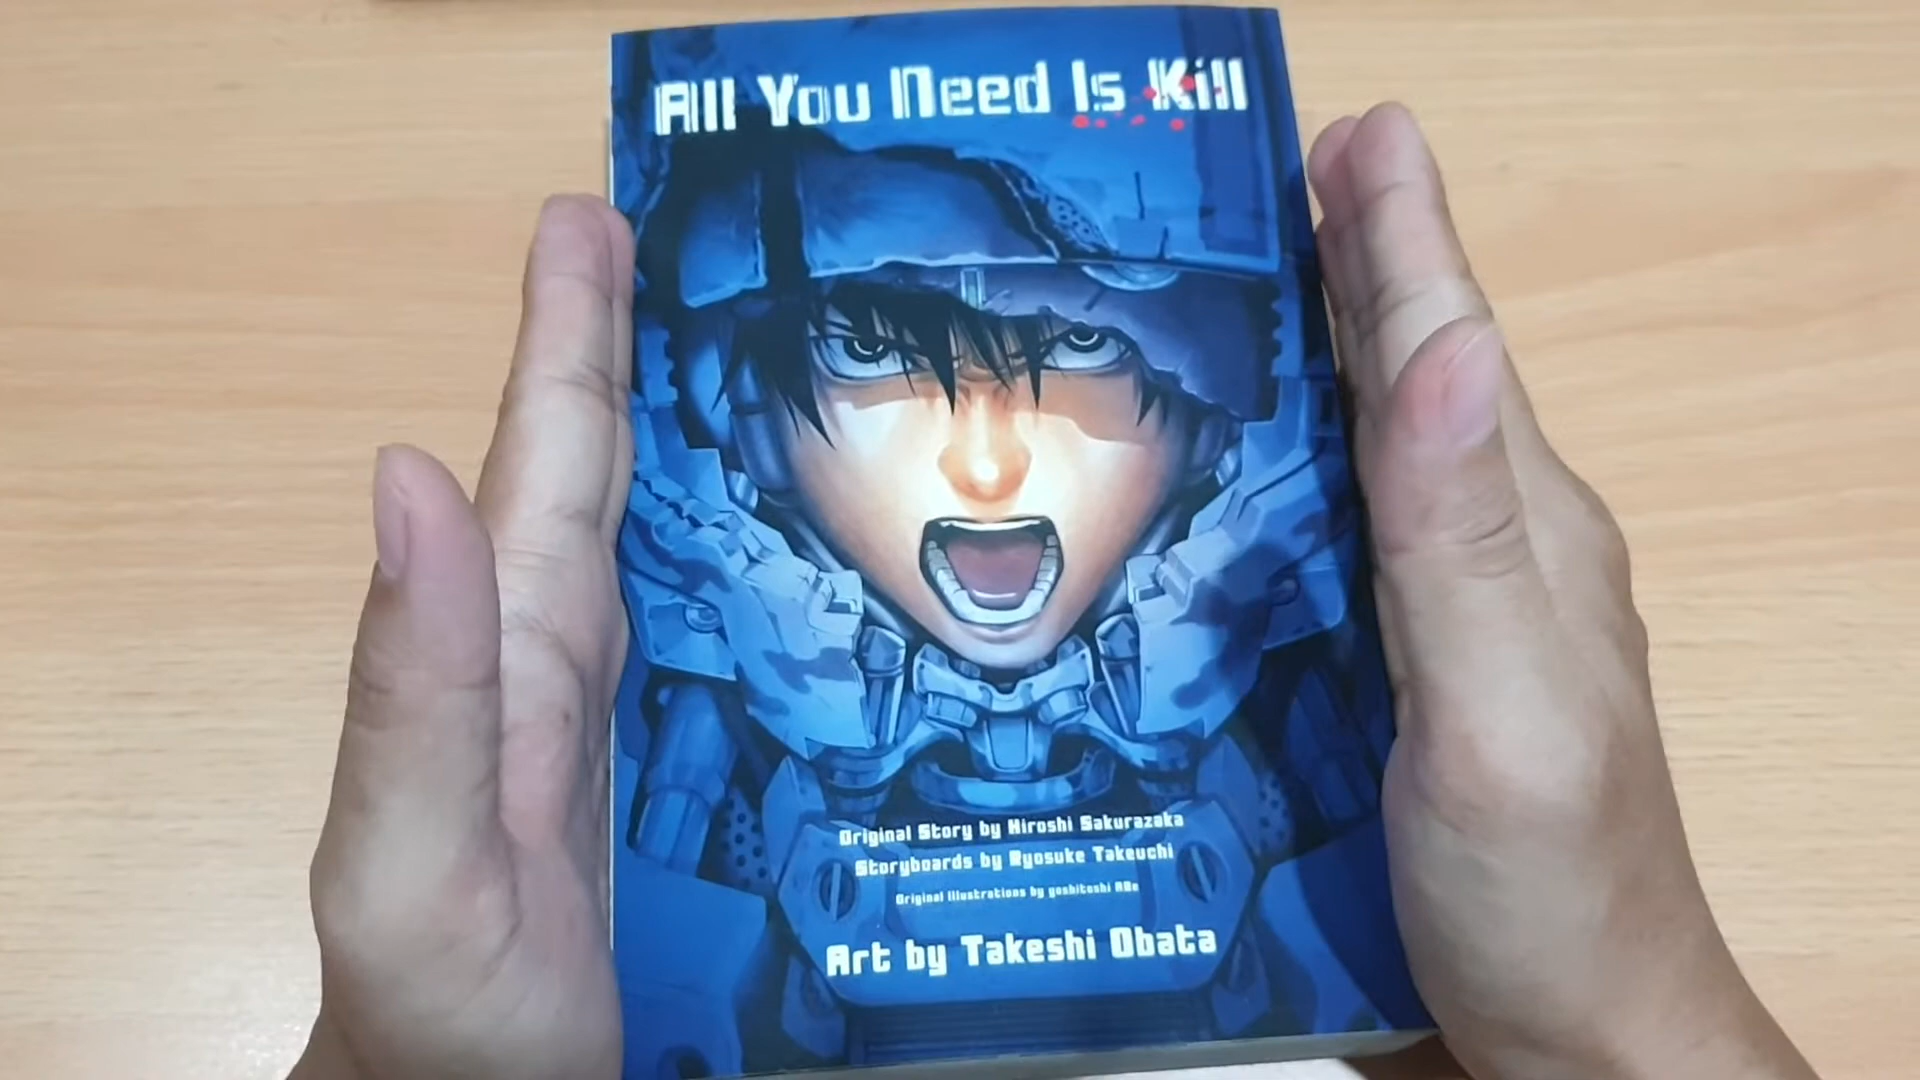 All You Need Is Kill
Original Story by Hiroshi Sakurazaka
Storyboards by Ryosuke Takeuchi
Original Illustrations by yoshitoshi ABe
Art by Takeshi Obata